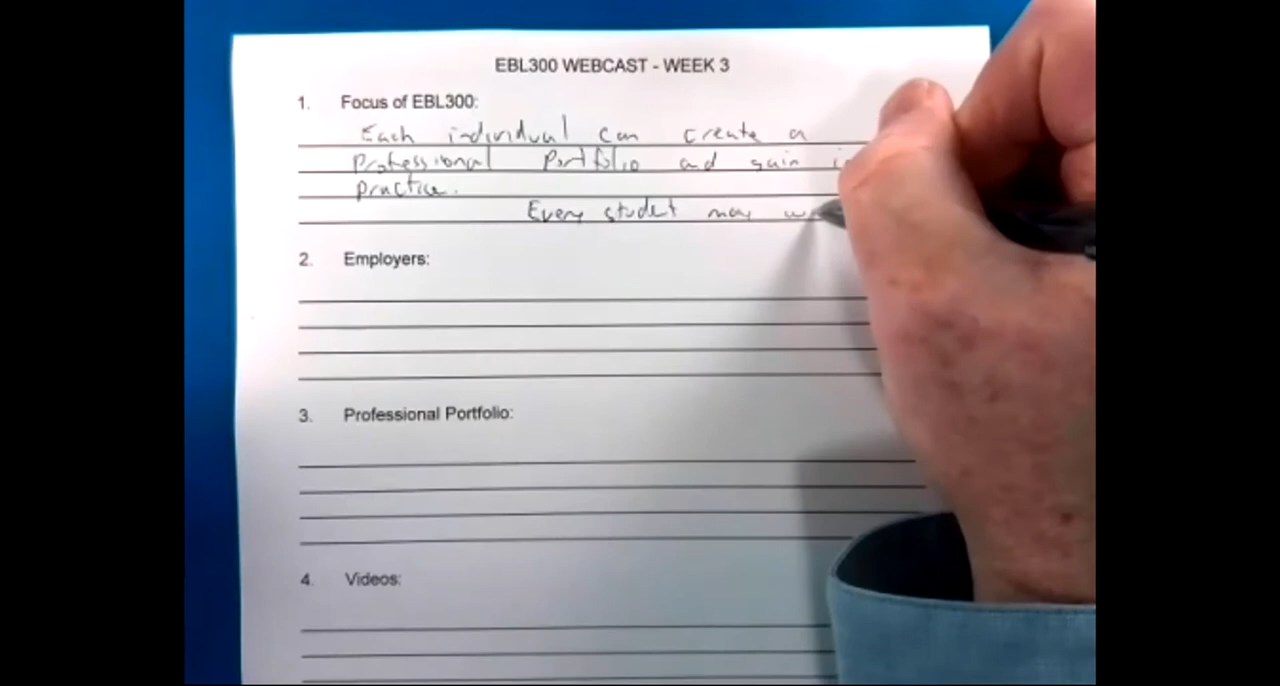 EBL300 WEBCAST - WEEK 3
1. Focus of EBL300:
Each individual can create a
Professional Portfolio and gain
practice.
Every student may
2. Employers:
3. Professional Portfolio:
4. Videos: